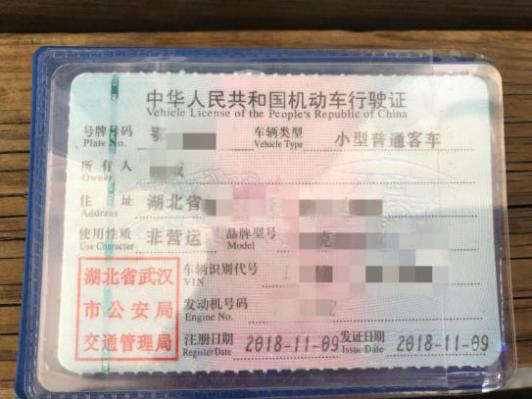 中华人民共和国机动车行驶证
Vehicle License of the People's Republic of China
号牌号码 鄂 车辆类型 小型普通客车
Plate No. Vehicle Type
所有人
Owner
住址 湖北省
Address
使用性质 非营运 品牌型号 克
Use Character Model
湖北省武汉
市公安局
交通管理局
车辆识别代号
VIN
发动机号码
Engine No.
注册日期 2018-11-09 发证日期 2018-11-09
Register Date Issue Date